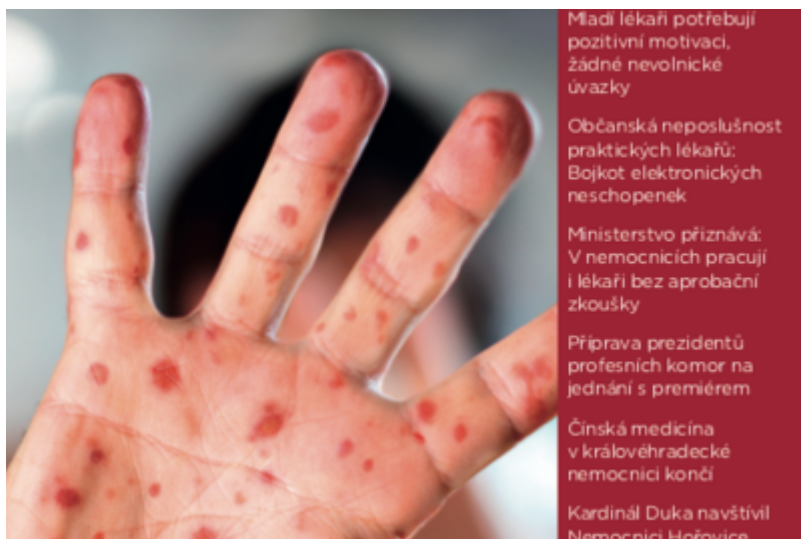 Mladí lékaři potřebují
pozitivní motivaci,
žádné nevolnické
úvazky
Občanská neposlušnost
praktických lékařů:
Bojkot elektronických
neschopenek
Ministerstvo přiznává:
V nemocnicích pracují
i lékaři bez aprobační
zkoušky
Příprava prezidentů
profesních komor na
jednání s premiérem
Čínská medicína
v královéhradecké
nemocnici končí
Kardinál Duka navštívil
Nemocnici Hořovice